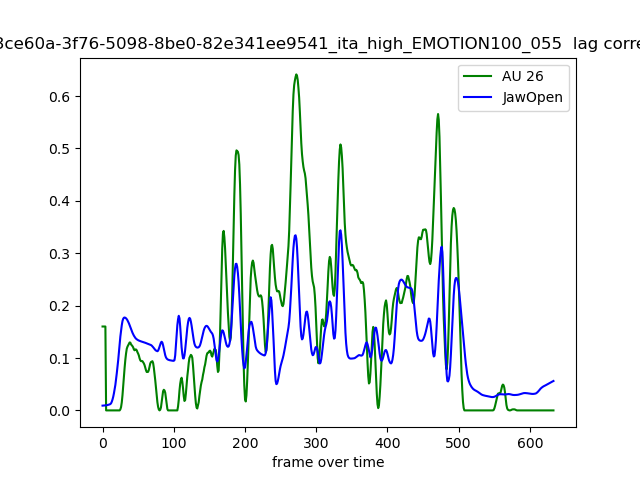 3ce60a-3f76-5098-8be0-82e341ee9541_ita_high_EMOTION100_055 lag corre
AU 26
JawOpen
0.6
0.5
0.4
0.3
0.2
0.1
0.0
0 100 200 300 400 500 600
frame over time